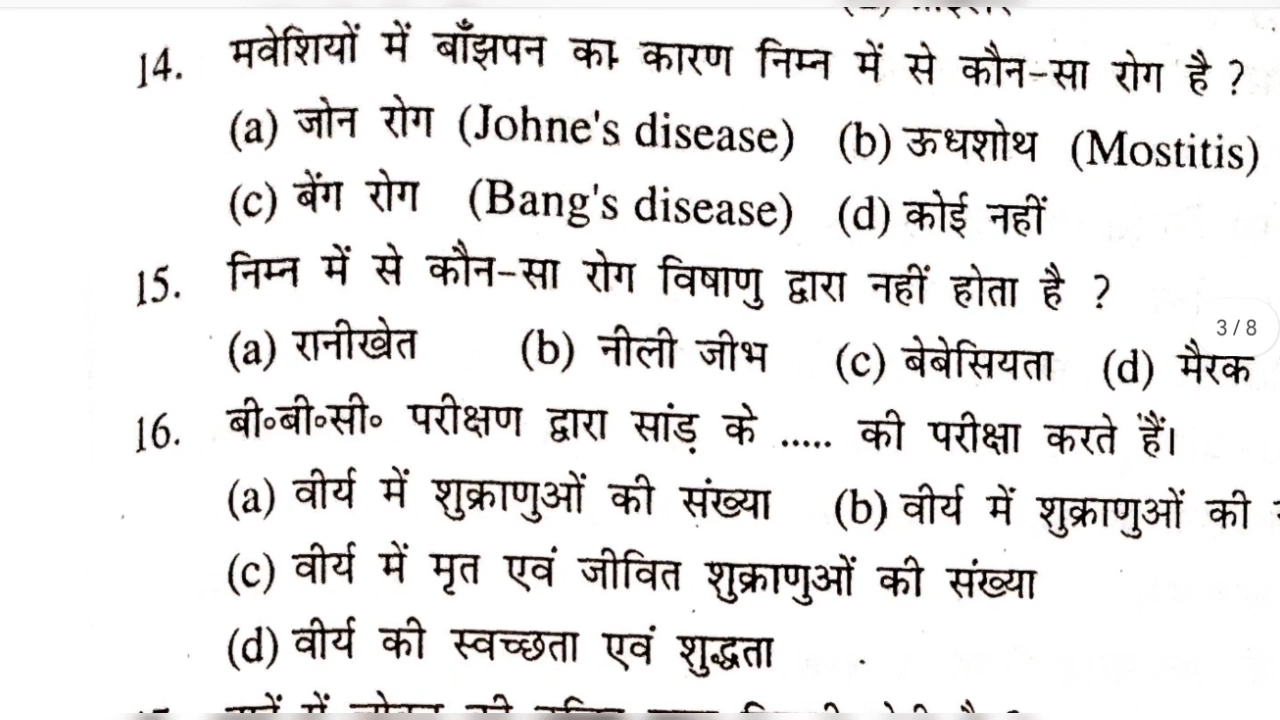 14. मवेशियों में बाँझपन का कारण निम्न में से कौन-सा रोग है ?
(a) जोन रोग (Johne's disease) (b) ऊधशोथ (Mostitis)
(c) बेंग रोग (Bang's disease) (d) कोई नहीं
15. निम्न में से कौन-सा रोग विषाणु द्वारा नहीं होता है ?
3/8
(a) रानीखेत (b) नीली जीभ (c) बेबेसियता (d) मैरक
16. बी॰बी॰सी॰ परीक्षण द्वारा सांड़ के ..... की परीक्षा करते हैं।
(a) वीर्य में शुक्राणुओं की संख्या (b) वीर्य में शुक्राणुओं की
(c) वीर्य में मृत एवं जीवित शुक्राणुओं की संख्या
(d) वीर्य की स्वच्छता एवं शुद्धता